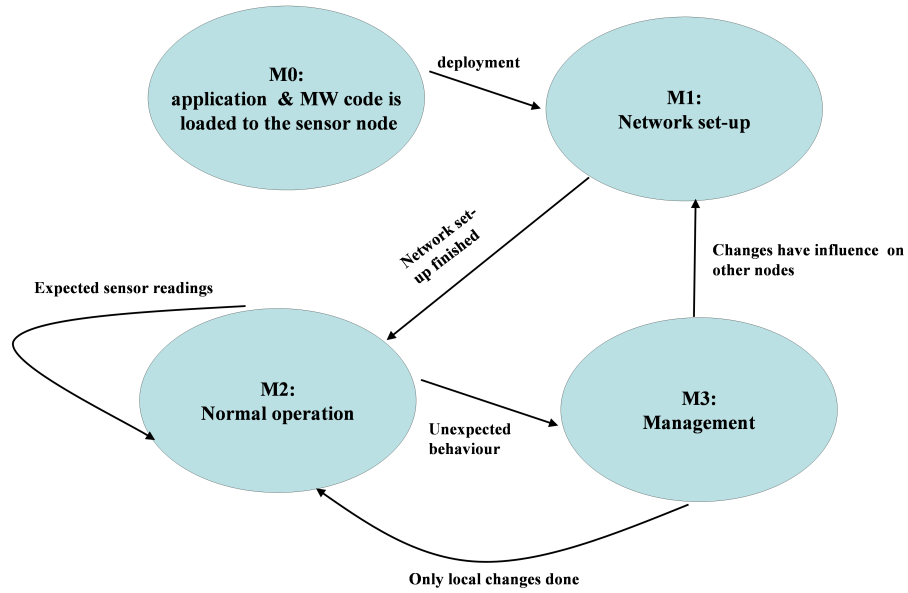 M0:
application & MW code is
loaded to the sensor node
deployment
M1:
Network set-up
Network set-
up finished
Changes have influence on
other nodes
Expected sensor readings
M2:
Normal operation
Unexpected
behaviour
M3:
Management
Only local changes done